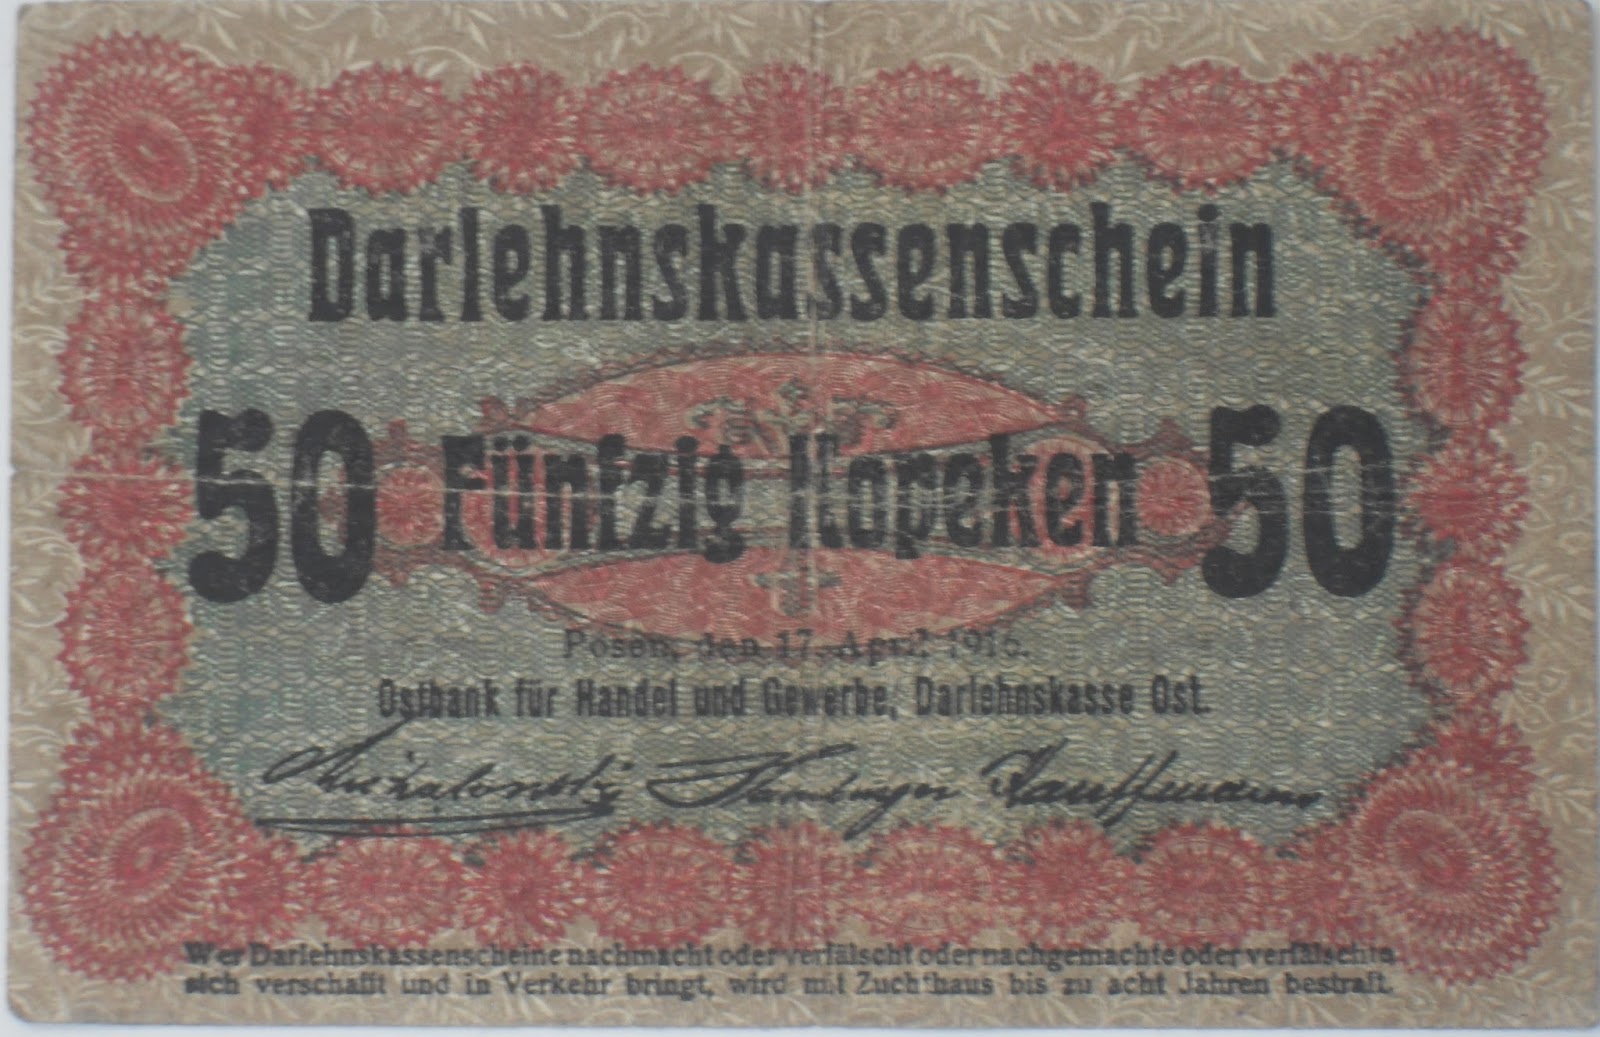 Darlehnskassenschein
50 Fünfzig Kopeken 50
Posen, den 17. April 1916.
Ostbank für Handel und Gewerbe, Darlehnskasse Ost.
Kauffmann
Wer Darlehnskassenscheine nachmacht oder verfälscht oder nachgemachte oder verfälschte
sich verschafft und in Verkehr bringt, wird mit Zuchthaus bis zu acht Jahren bestraft.